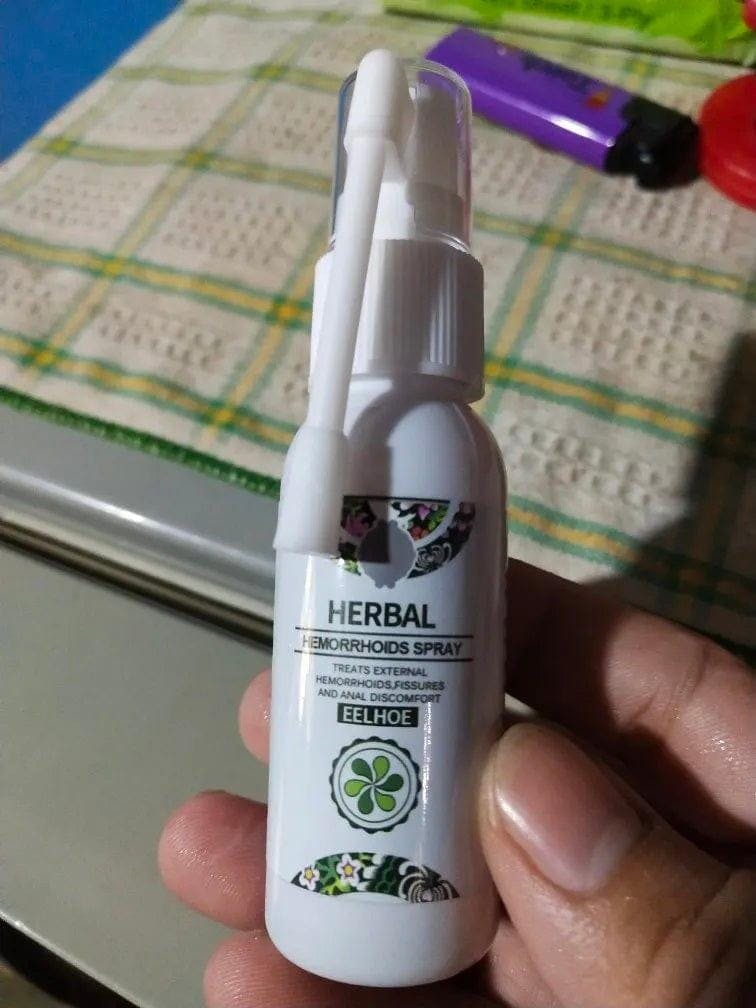 HERBAL
HEMORRHOIDS SPRAY
TREATS EXTERNAL
HEMORRHOIDS,FISSURES
AND ANAL DISCOMFORT
EELHOE